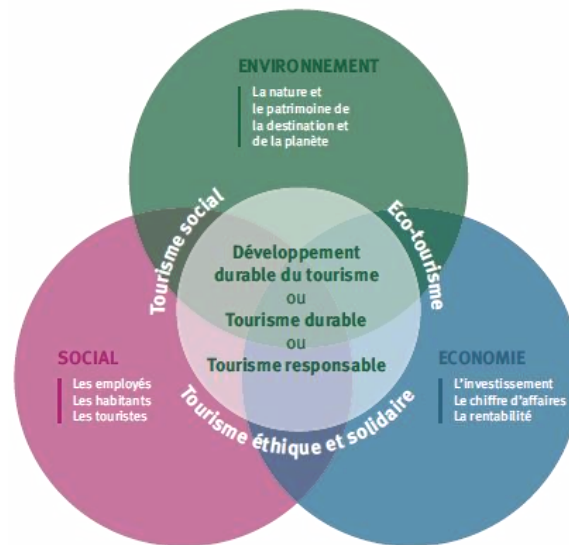 ENVIRONNEMENT
La nature et
le patrimoine de
la destination et
de la planète
Tourisme social
Eco-tourisme
Développement
durable du tourisme
ou
Tourisme durable
ou
Tourisme responsable
SOCIAL
Les employés
Les habitants
Les touristes
ECONOMIE
L'investissement
Le chiffre d'affaires
La rentabilité
Tourisme éthique et solidaire